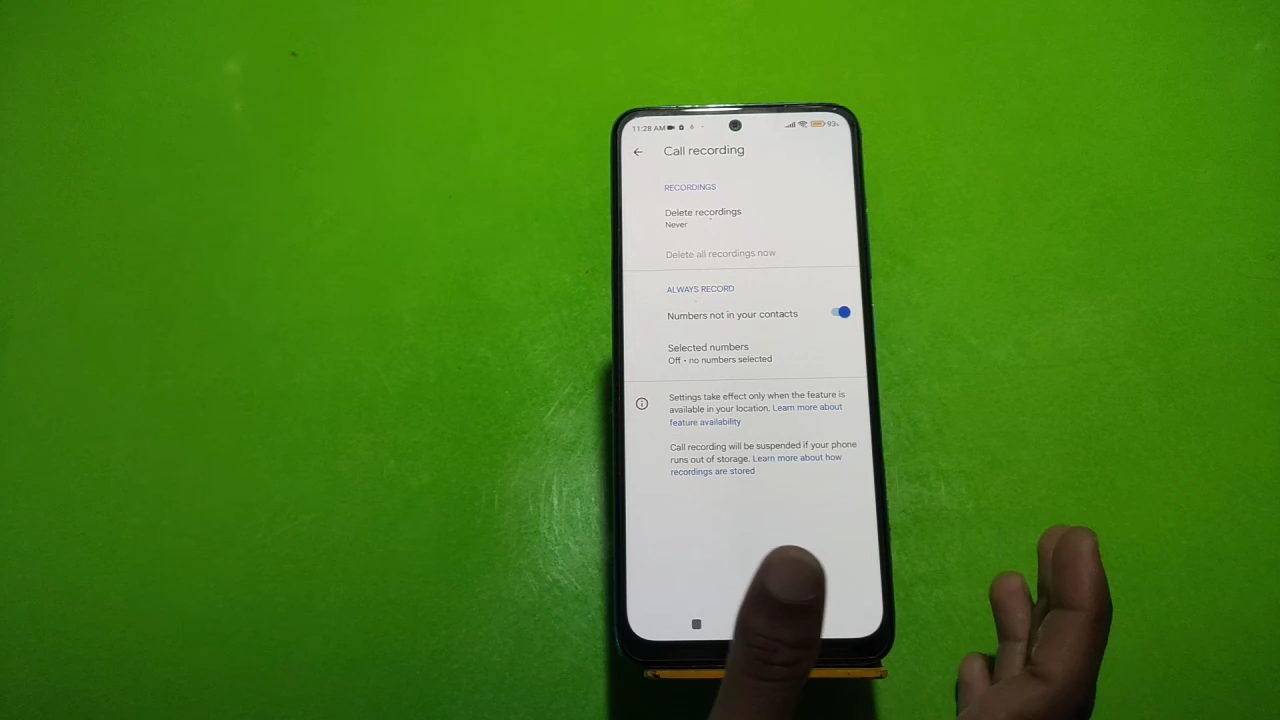 11:28 AM
93%
Call recording
RECORDINGS
Delete recordings
Never
Delete all recordings now
ALWAYS RECORD
Numbers not in your contacts
Selected numbers
Off • no numbers selected
Settings take effect only when the feature is
available in your location. Learn more about
feature availability
Call recording will be suspended if your phone
runs out of storage. Learn more about how
recordings are stored